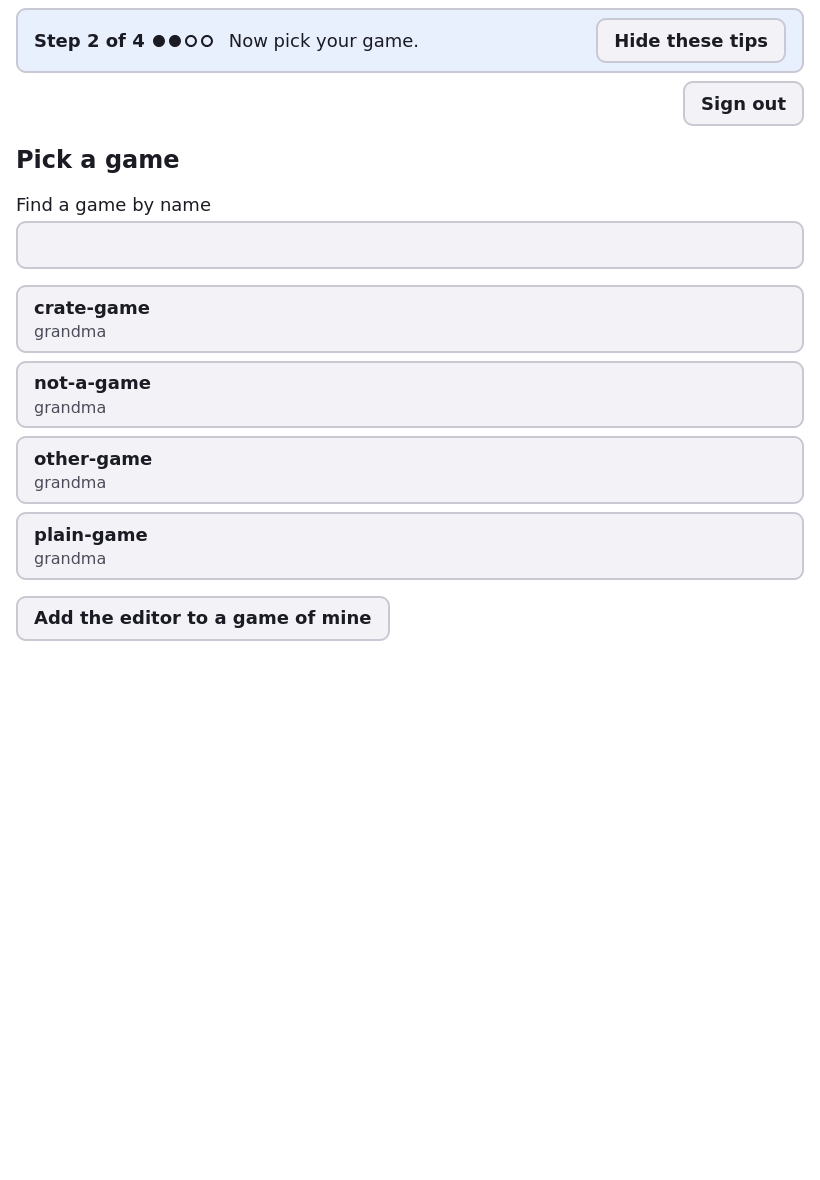 Step 2 of 4 Now pick your game. Hide these tips
Sign out
Pick a game
Find a game by name
crate-game
grandma
not-a-game
grandma
other-game
grandma
plain-game
grandma
Add the editor to a game of mine